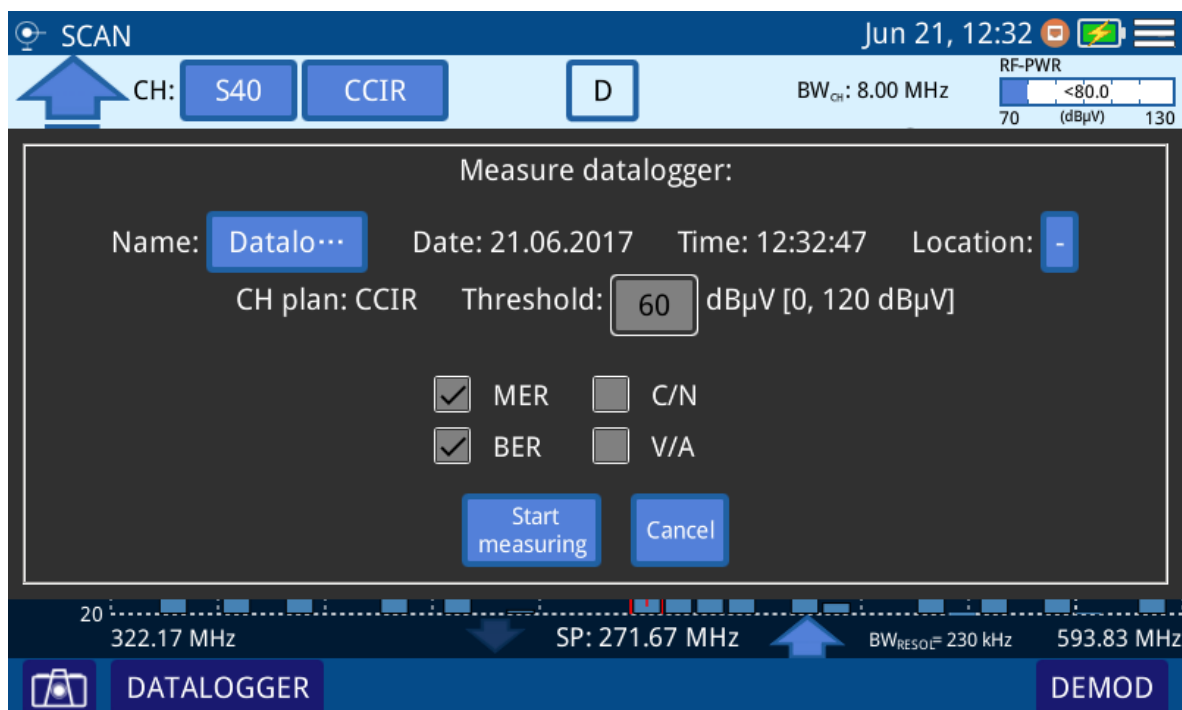 SCAN Jun 21, 12:32
CH: S40 CCIR D BWCH: 8.00 MHz
RF-PWR
<80.0
70 (dBµV) 130
Measure datalogger:
Name: Datalo··· Date: 21.06.2017 Time: 12:32:47 Location: -
CH plan: CCIR Threshold: 60 dBµV [0, 120 dBµV]
MER C/N
BER V/A
Start
measuring
Cancel
20
322.17 MHz SP: 271.67 MHz BWRESOL= 230 kHz 593.83 MHz
DATALOGGER DEMOD